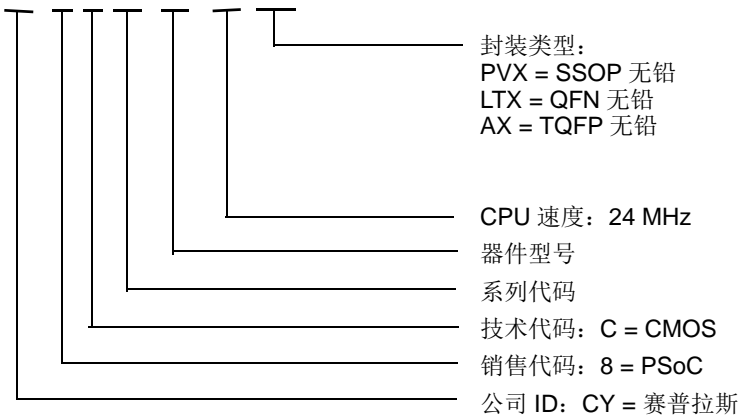 封装类型：
PVX = SSOP 无铅
LTX = QFN 无铅
AX = TQFP 无铅
CPU 速度：24 MHz
器件型号
系列代码
技术代码：C = CMOS
销售代码：8 = PSoC
公司 ID：CY = 赛普拉斯